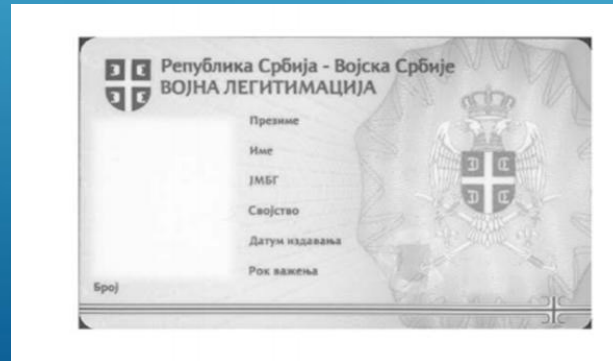 Република Србија - Војска Србије
ВОЈНА ЛЕГИТИМАЦИЈА
Презиме
Име
ЈМБГ
Својство
Датум издавања
Рок важења
Број